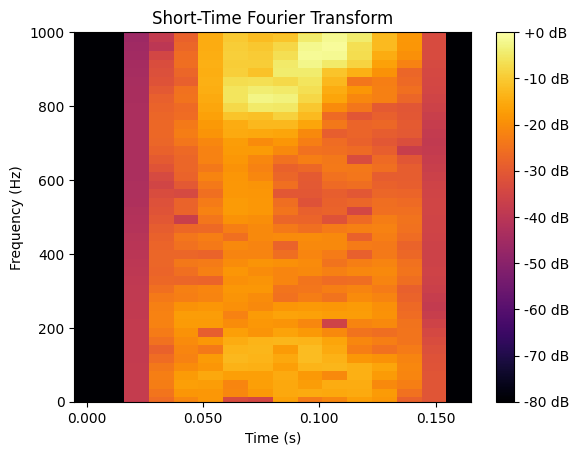 Short-Time Fourier Transform
1000
800
600
400
200
0
Frequency (Hz)
0.000
0.050
0.100
0.150
Time (s)
+0 dB
-10 dB
-20 dB
-30 dB
-40 dB
-50 dB
-60 dB
-70 dB
-80 dB